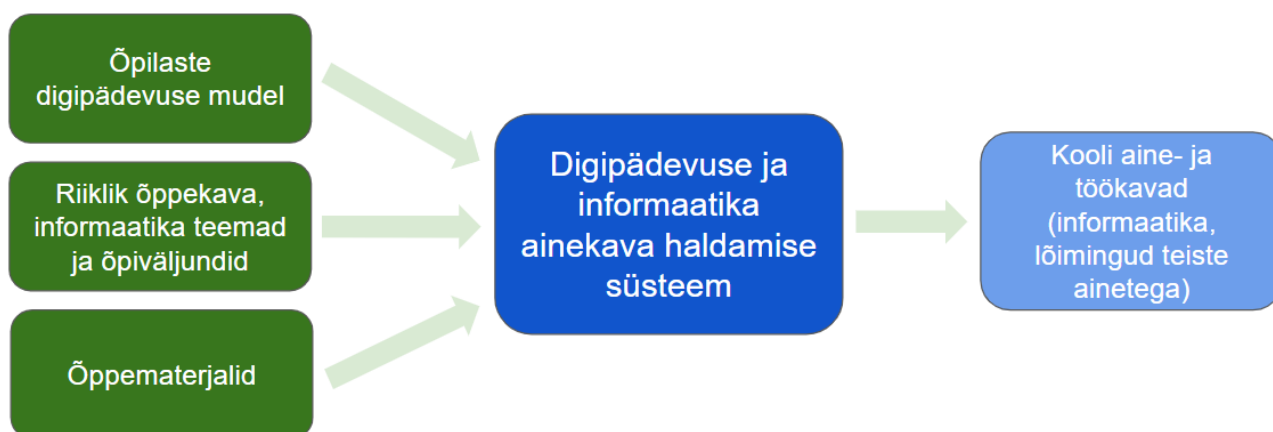 Õpilaste
digipädevuse mudel
Riiklik õppekava,
informaatika teemad
ja õpiväljundid
Õppematerjalid
Digipädevuse ja
informaatika
ainekava haldamise
süsteem
Kooli aine- ja
töökavad
(informaatika,
lõimingud teiste
ainetega)